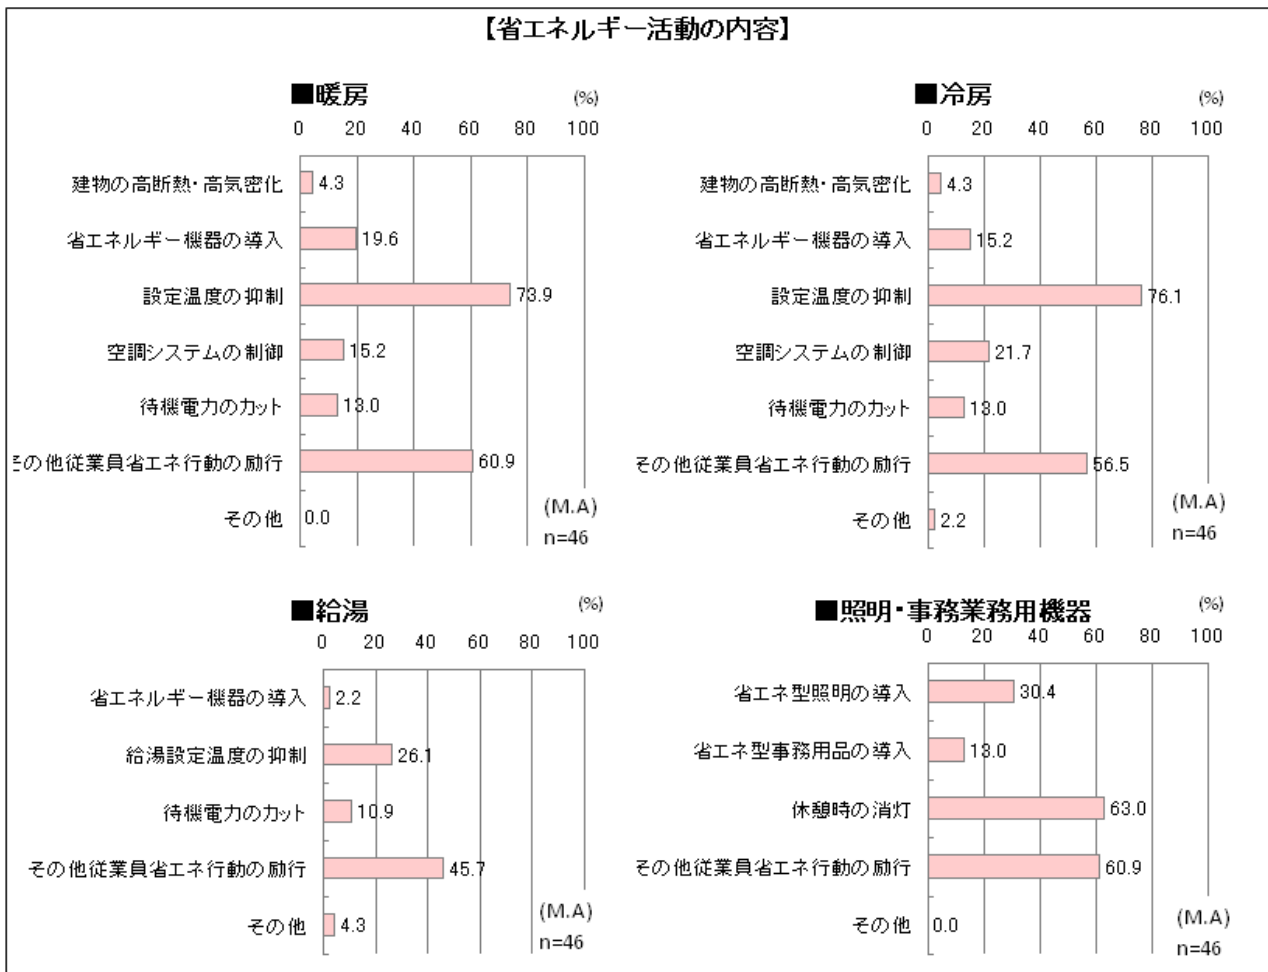 【省エネルギー活動の内容】
■暖房
(%)
0 20 40 60 80 100
建物の高断熱・高気密化 4.3
省エネルギー機器の導入 19.6
設定温度の抑制 73.9
空調システムの制御 15.2
待機電力のカット 13.0
その他従業員省エネ行動の励行 60.9
その他 0.0
(M.A)
n=46
■冷房
(%)
0 20 40 60 80 100
建物の高断熱・高気密化 4.3
省エネルギー機器の導入 15.2
設定温度の抑制 76.1
空調システムの制御 21.7
待機電力のカット 13.0
その他従業員省エネ行動の励行 56.5
その他 2.2
(M.A)
n=46
■給湯
(%)
0 20 40 60 80 100
省エネルギー機器の導入 2.2
給湯設定温度の抑制 26.1
待機電力のカット 10.9
その他従業員省エネ行動の励行 45.7
その他 4.3
(M.A)
n=46
■照明・事務業務用機器
(%)
0 20 40 60 80 100
省エネ型照明の導入 30.4
省エネ型事務用品の導入 13.0
休憩時の消灯 63.0
その他従業員省エネ行動の励行 60.9
その他 0.0
(M.A)
n=46